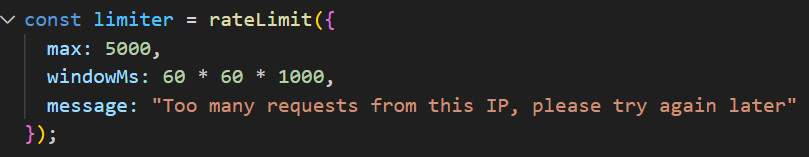 const limiter = rateLimit({
  max: 5000,
  windowMs: 60 * 60 * 1000,
  message: "Too many requests from this IP, please try again later"
});